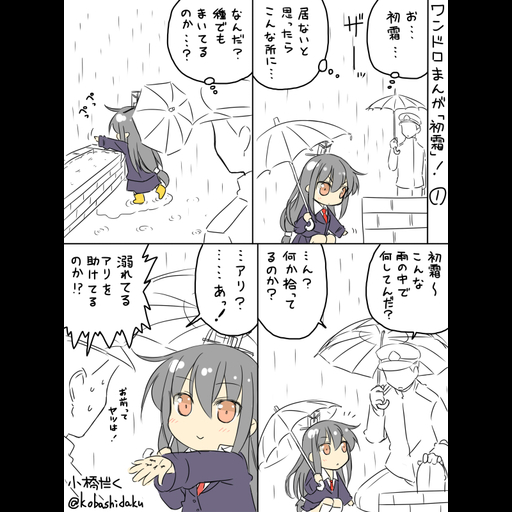 ワンドロまんが「初霜」！①
お…
初霜…
居ないと
思ったら
こんな所に…
ザーッ
なんだ？
種でも
まいてる
のか…？
ぺっ
ぺっ
初霜～
こんな
雨の中で
何してんだ？
…ん？
何か拾って
るのか？
…アリ？
……あっ！
溺れてる
アリを
助けてる
のか!?
お前って
ヤツは！
小橋だく
@kobashidaku